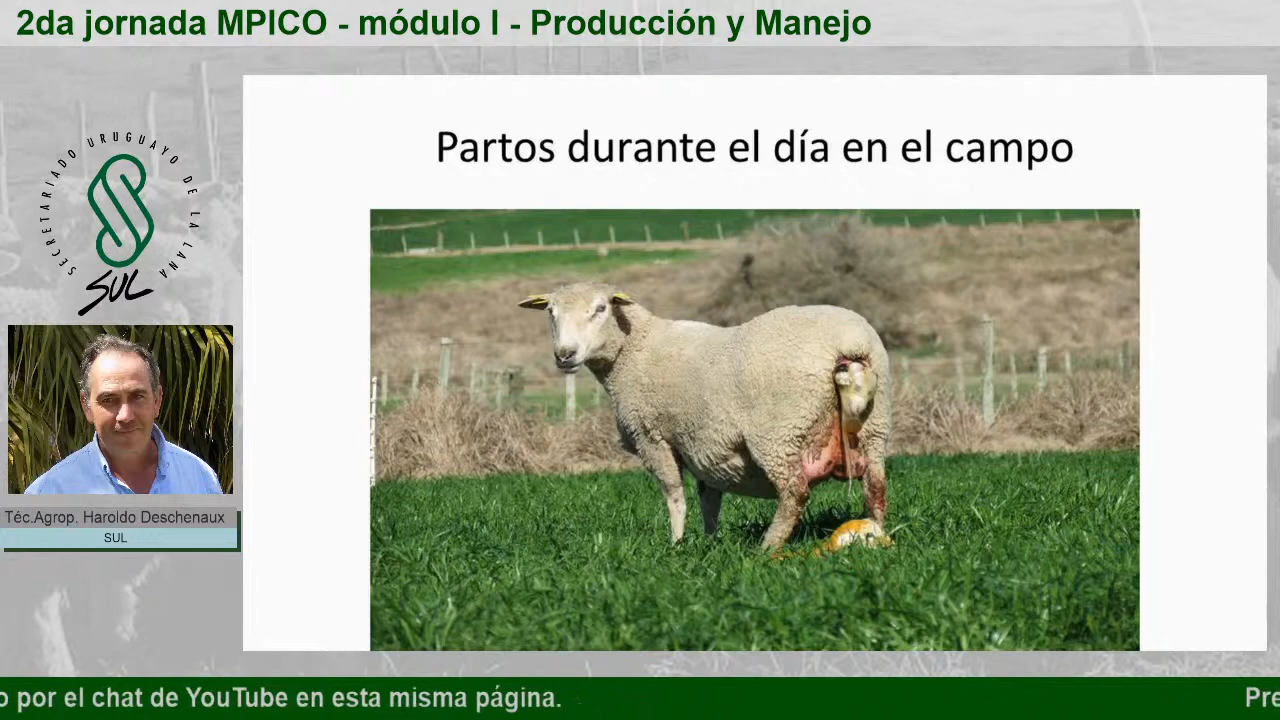 2da jornada MPICO - módulo I - Producción y Manejo
SECRETARIADO URUGUAYO DE LA LANA
SUL
Partos durante el día en el campo
Téc.Agrop. Haroldo Deschenaux
SUL
o por el chat de YouTube en esta misma página.
Pre